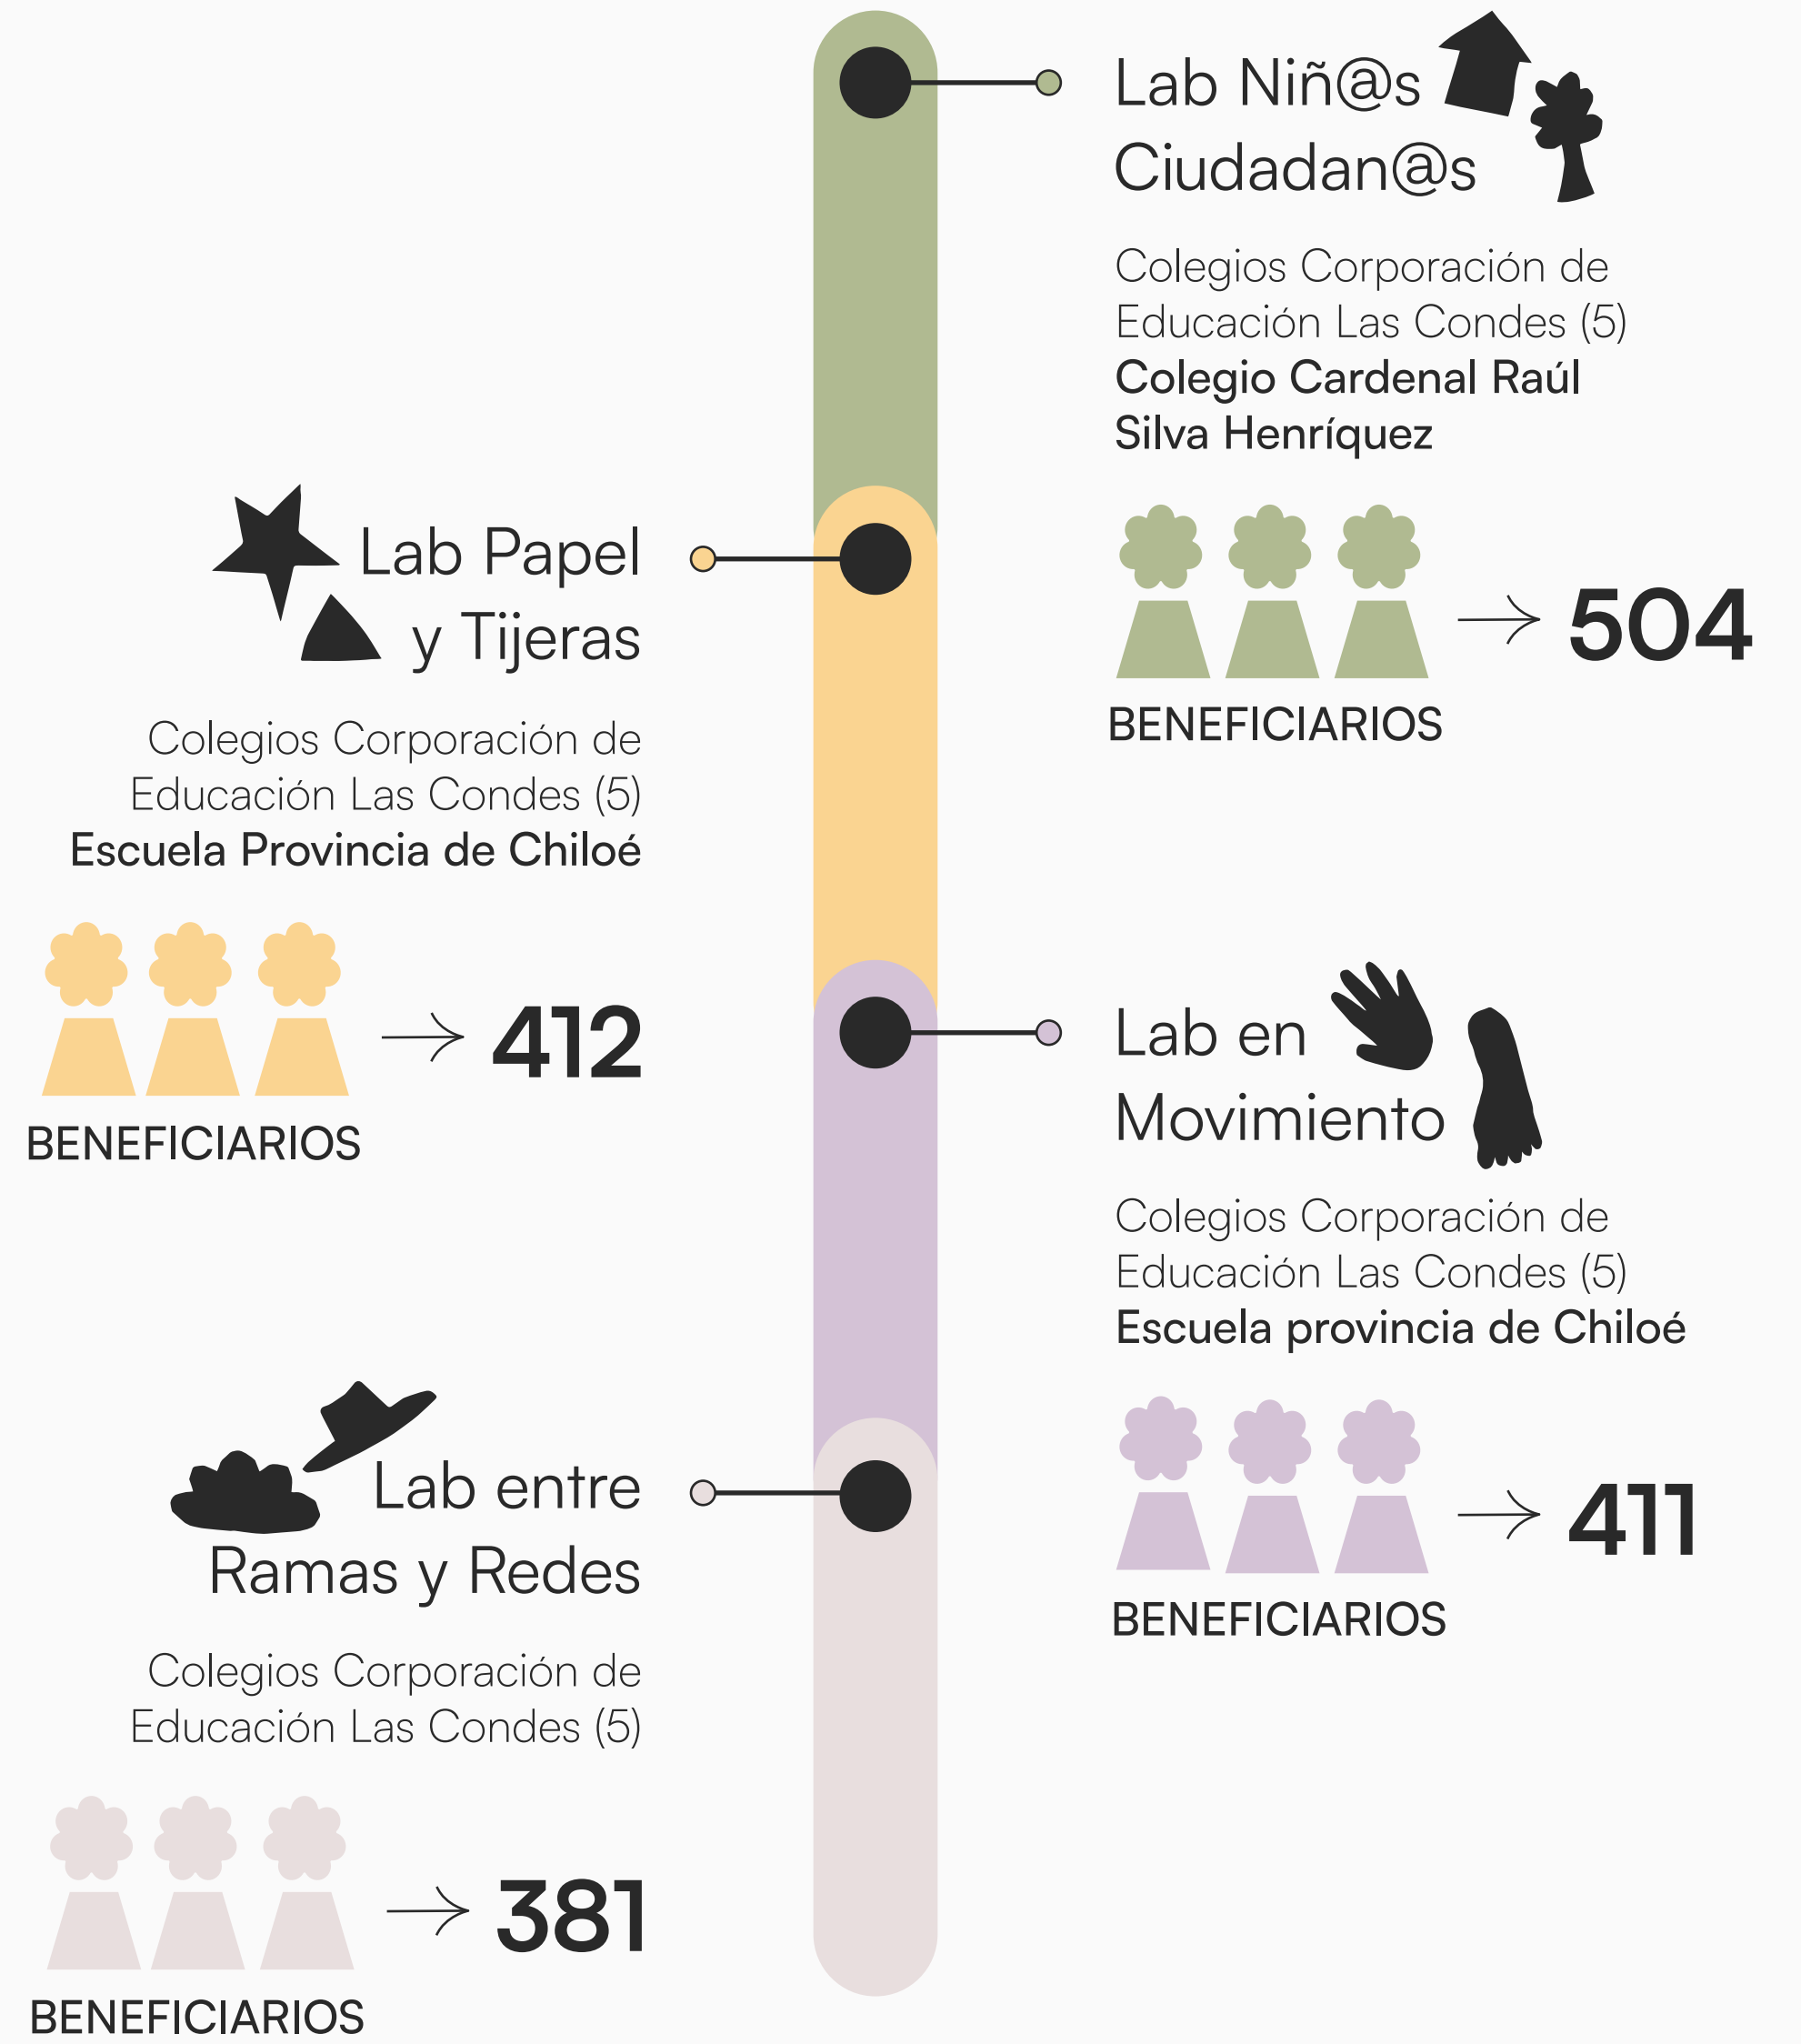 Lab Niñ@s
Ciudadan@s
Colegios Corporación de
Educación Las Condes (5)
Colegio Cardenal Raúl
Silva Henríquez
504
BENEFICIARIOS
Lab Papel
y Tijeras
Colegios Corporación de
Educación Las Condes (5)
Escuela Provincia de Chiloé
412
BENEFICIARIOS
Lab en
Movimiento
Colegios Corporación de
Educación Las Condes (5)
Escuela provincia de Chiloé
411
BENEFICIARIOS
Lab entre
Ramas y Redes
Colegios Corporación de
Educación Las Condes (5)
381
BENEFICIARIOS